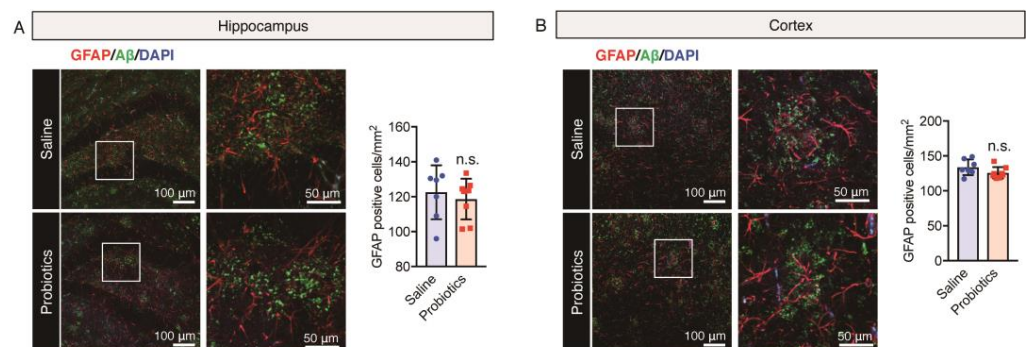 A
Hippocampus
GFAP/Aβ/DAPI
Saline
100 µm
50 µm
Probiotics
100 µm
50 µm
GFAP positive cells/mm2
160
140
120
100
80
n.s.
Saline
Probiotics
B
Cortex
GFAP/Aβ/DAPI
Saline
100 µm
50 µm
Probiotics
100 µm
50 µm
GFAP positive cells/mm2
200
150
100
50
0
n.s.
Saline
Probiotics